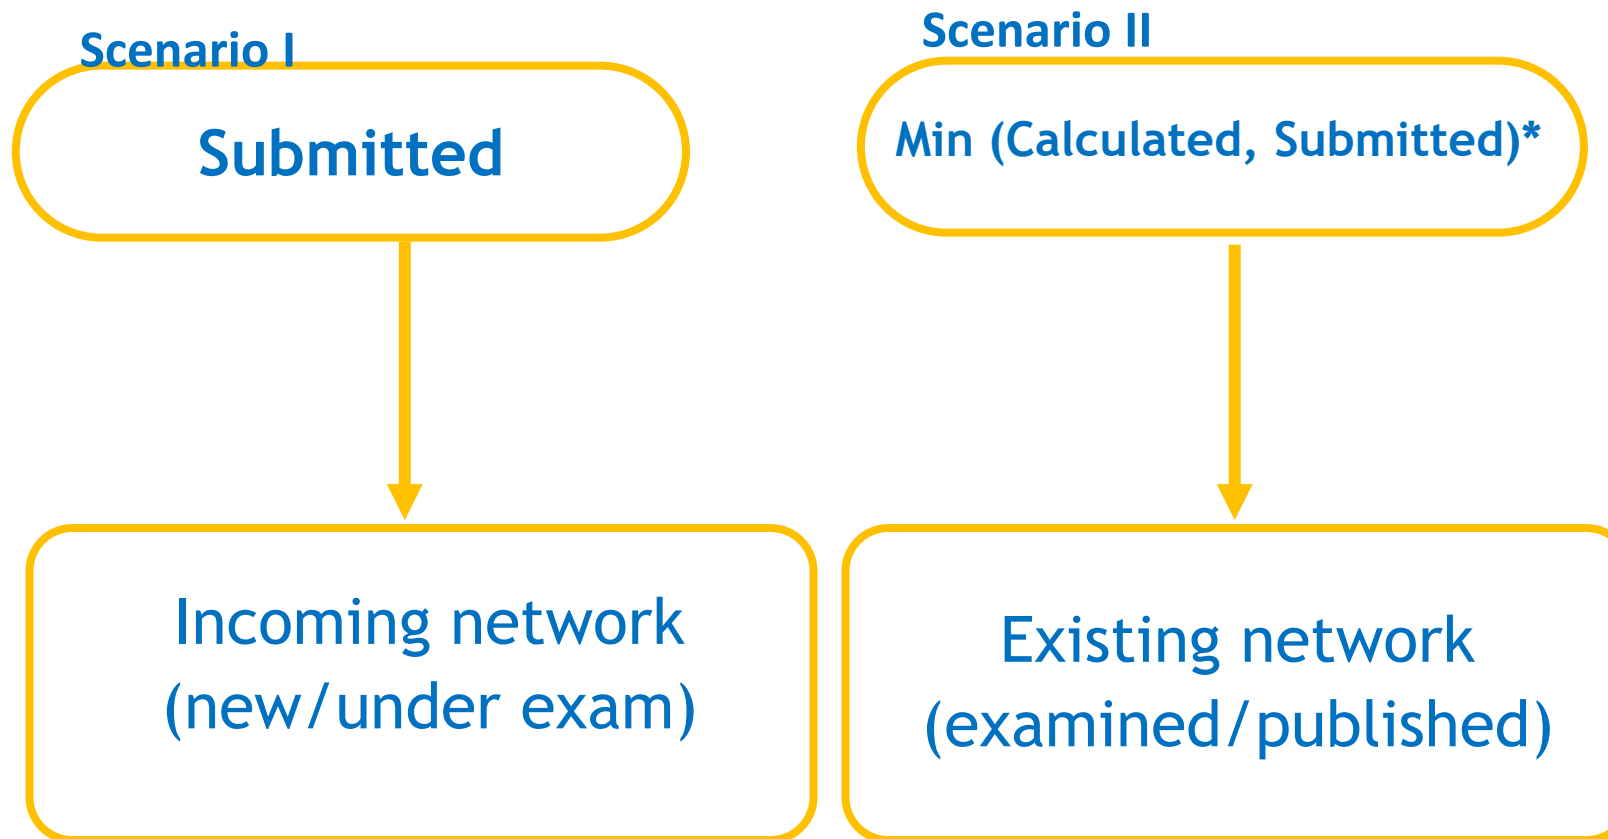 Scenario I
Submitted
Incoming network
(new/under exam)
Scenario II
Min (Calculated, Submitted)*
Existing network
(examined/published)